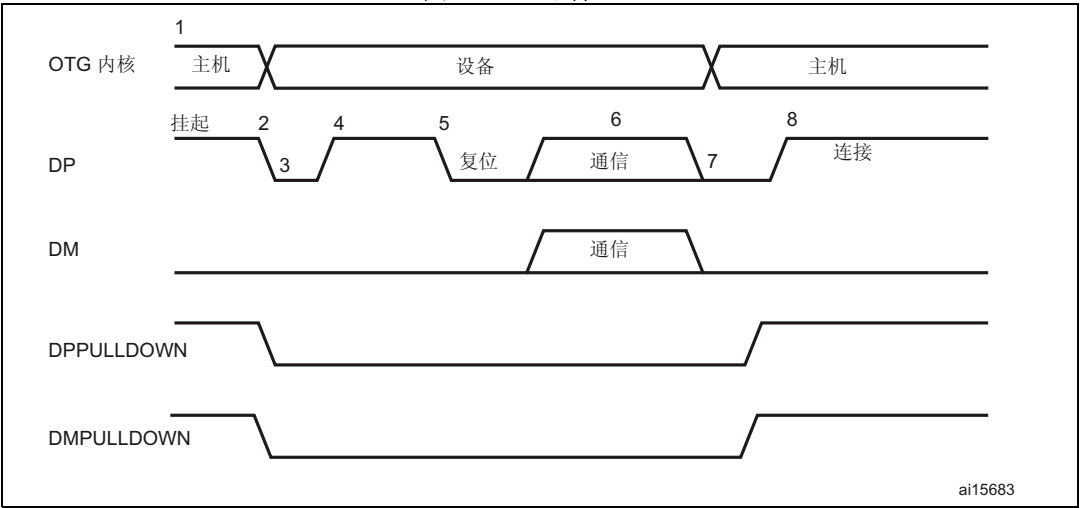 1
OTG 内核 主机 设备 主机
挂起 2 4 5 6 8
DP 3 复位 通信 7 连接
DM 通信
DPPULLDOWN
DMPULLDOWN
ai15683